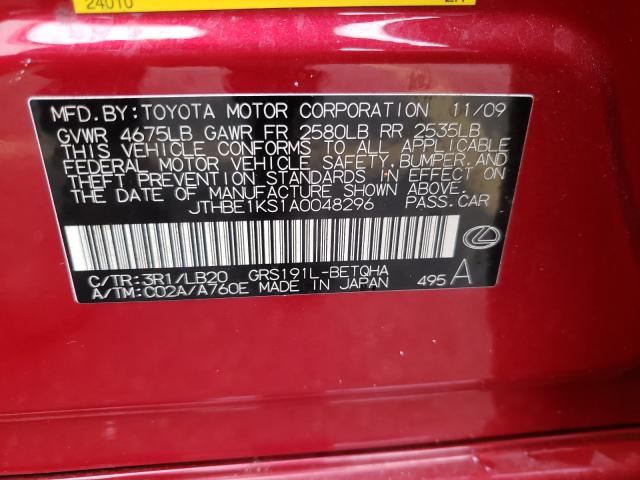 24010
MFD.BY:TOYOTA MOTOR CORPORATION 11/09
GVWR 4675LB GAWR FR 2580LB RR 2535LB
THIS VEHICLE CONFORMS TO ALL APPLICABLE
FEDERAL MOTOR VEHICLE SAFETY,BUMPER,AND
THEFT PREVENTION STANDARDS IN EFFECT ON
THE DATE OF MANUFACTURE SHOWN ABOVE.
JTHBE1KS1A0048296 PASS.CAR
C/TR:3R1/LB20 GRS191L-BETQHA
A/TM:C02A/A760E MADE IN JAPAN 495 A